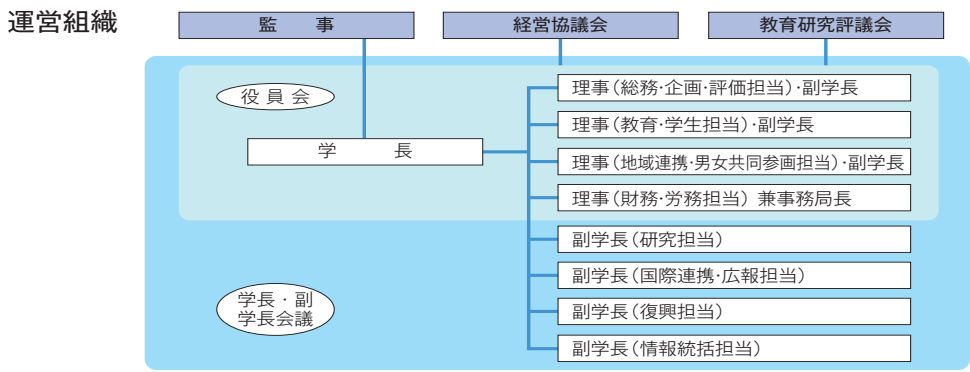 運営組織
監　事
経営協議会
教育研究評議会
役員会
学　長
理事（総務・企画・評価担当）・副学長
理事（教育・学生担当）・副学長
理事（地域連携・男女共同参画担当）・副学長
理事（財務・労務担当） 兼事務局長
副学長（研究担当）
副学長（国際連携・広報担当）
副学長（復興担当）
副学長（情報統括担当）
学長・副
学長会議